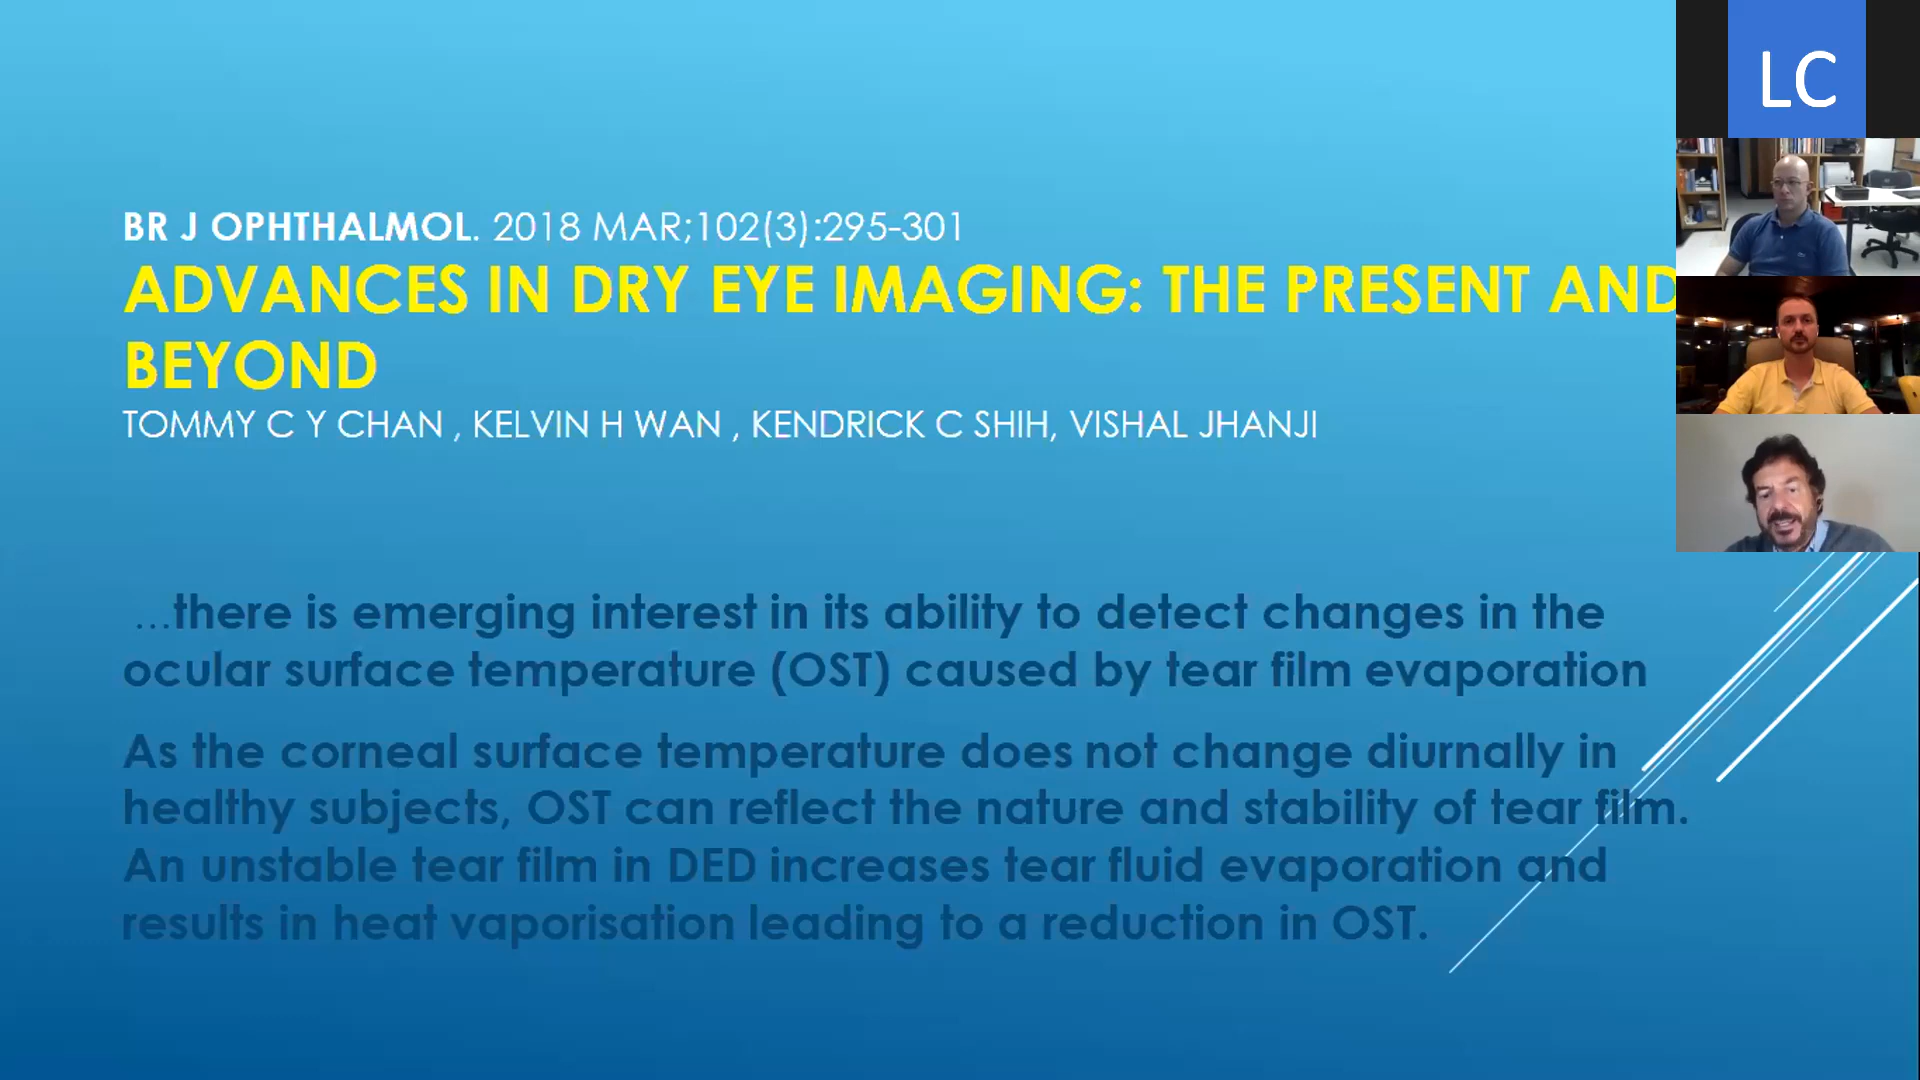 BR J OPHTHALMOL. 2018 MAR;102(3):295-301
ADVANCES IN DRY EYE IMAGING: THE PRESENT AND
BEYOND
TOMMY C Y CHAN , KELVIN H WAN , KENDRICK C SHIH, VISHAL JHANJI
...there is emerging interest in its ability to detect changes in the
ocular surface temperature (OST) caused by tear film evaporation
As the corneal surface temperature does not change diurnally in
healthy subjects, OST can reflect the nature and stability of tear film.
An unstable tear film in DED increases tear fluid evaporation and
results in heat vaporisation leading to a reduction in OST.
LC